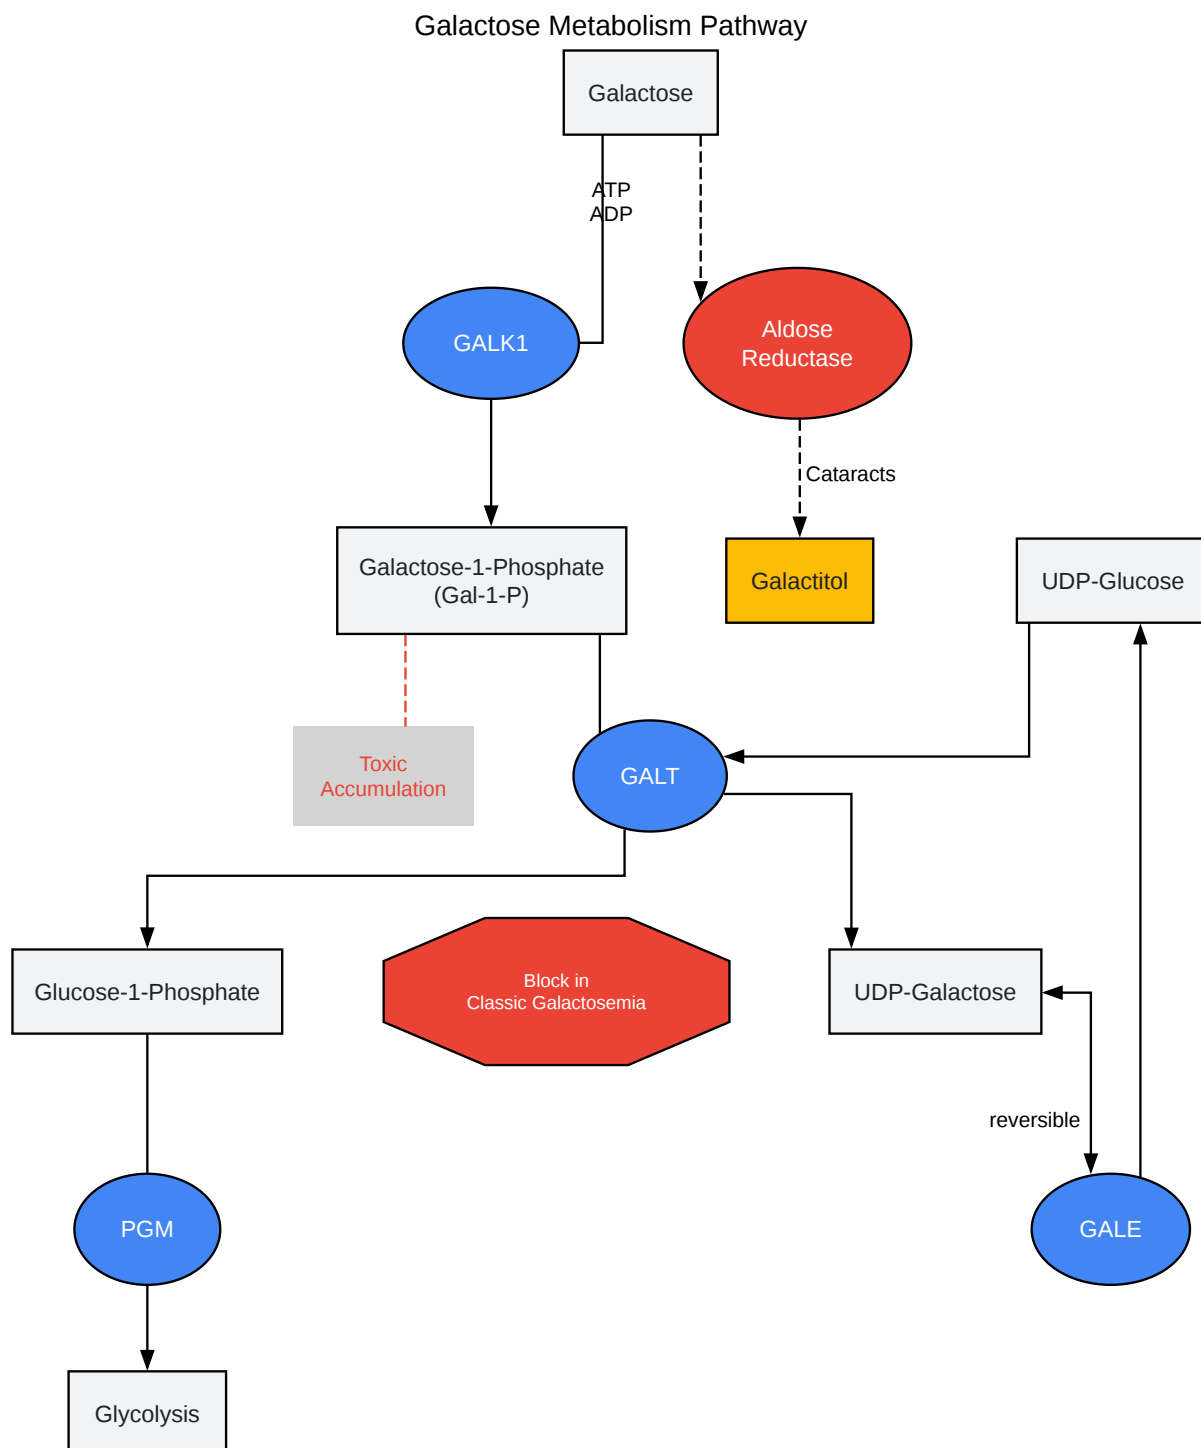 Galactose Metabolism Pathway
Galactose
ATP
ADP
GALK1
Aldose
Reductase
Cataracts
Galactose-1-Phosphate
(Gal-1-P)
Galactitol
UDP-Glucose
Toxic
Accumulation
GALT
Glucose-1-Phosphate
Block in
Classic Galactosemia
UDP-Galactose
reversible
PGM
GALE
Glycolysis